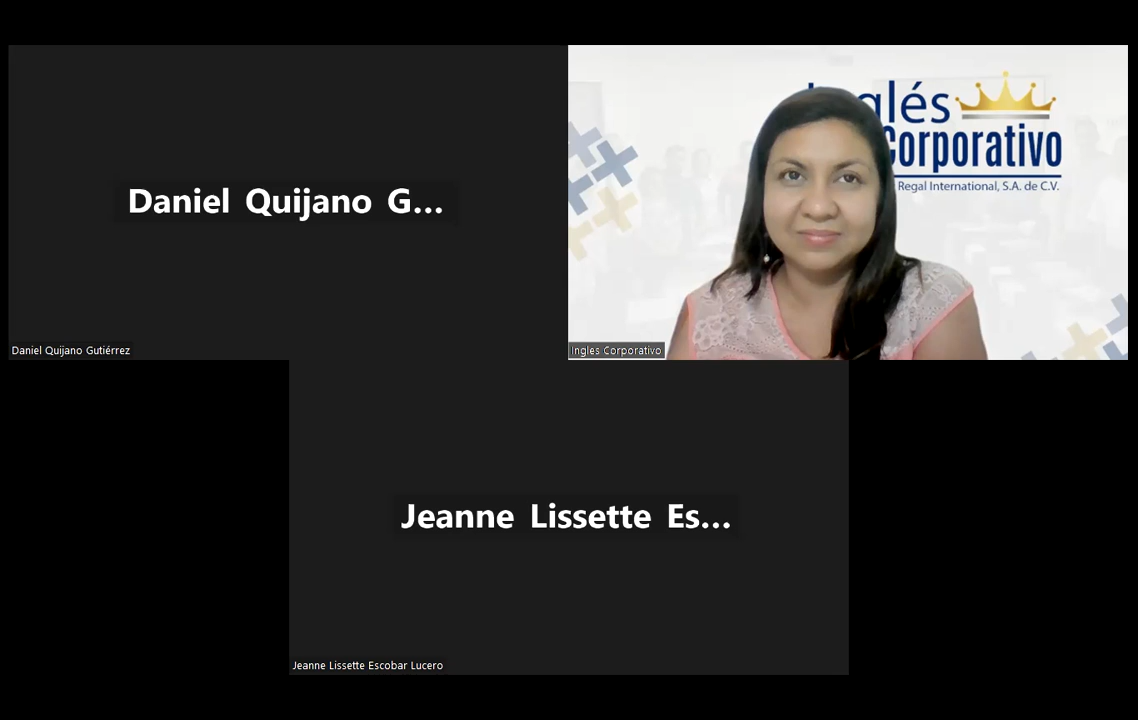 Daniel Quijano G...
Daniel Quijano Gutiérrez
Inglés
Corporativo
Regal International, S.A. de C.V.
Ingles Corporativo
Jeanne Lissette Es...
Jeanne Lissette Escobar Lucero